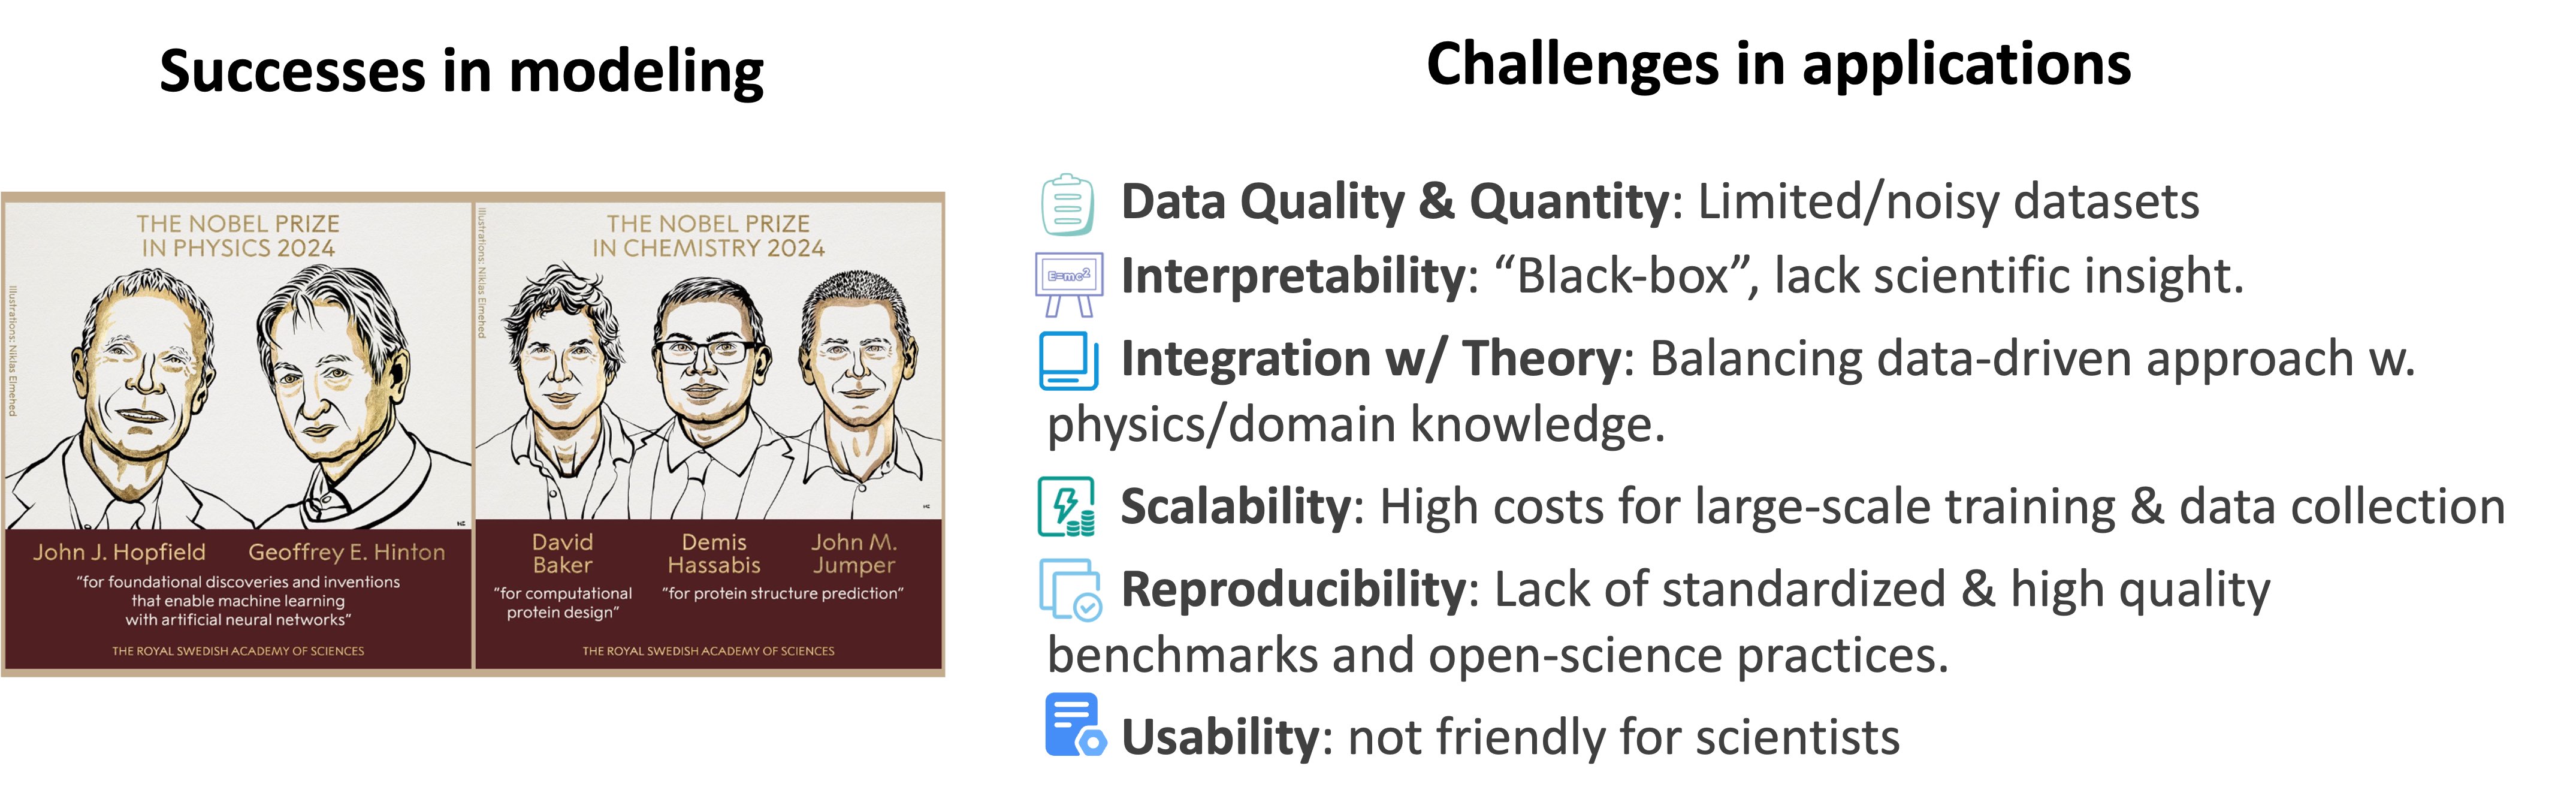 Successes in modeling
THE NOBEL PRIZE
IN PHYSICS 2024
Illustrations: Niklas Elmehed
John J. Hopfield
Geoffrey E. Hinton
“for foundational discoveries and inventions
that enable machine learning
with artificial neural networks”
THE ROYAL SWEDISH ACADEMY OF SCIENCES
THE NOBEL PRIZE
IN CHEMISTRY 2024
Illustrations: Niklas Elmehed
David
Baker
Demis
Hassabis
John M.
Jumper
“for computational
protein design”
“for protein structure prediction”
THE ROYAL SWEDISH ACADEMY OF SCIENCES
Challenges in applications
Data Quality & Quantity: Limited/noisy datasets
E=mc²
Interpretability: “Black-box”, lack scientific insight.
Integration w/ Theory: Balancing data-driven approach w.
physics/domain knowledge.
Scalability: High costs for large-scale training & data collection
Reproducibility: Lack of standardized & high quality
benchmarks and open-science practices.
Usability: not friendly for scientists